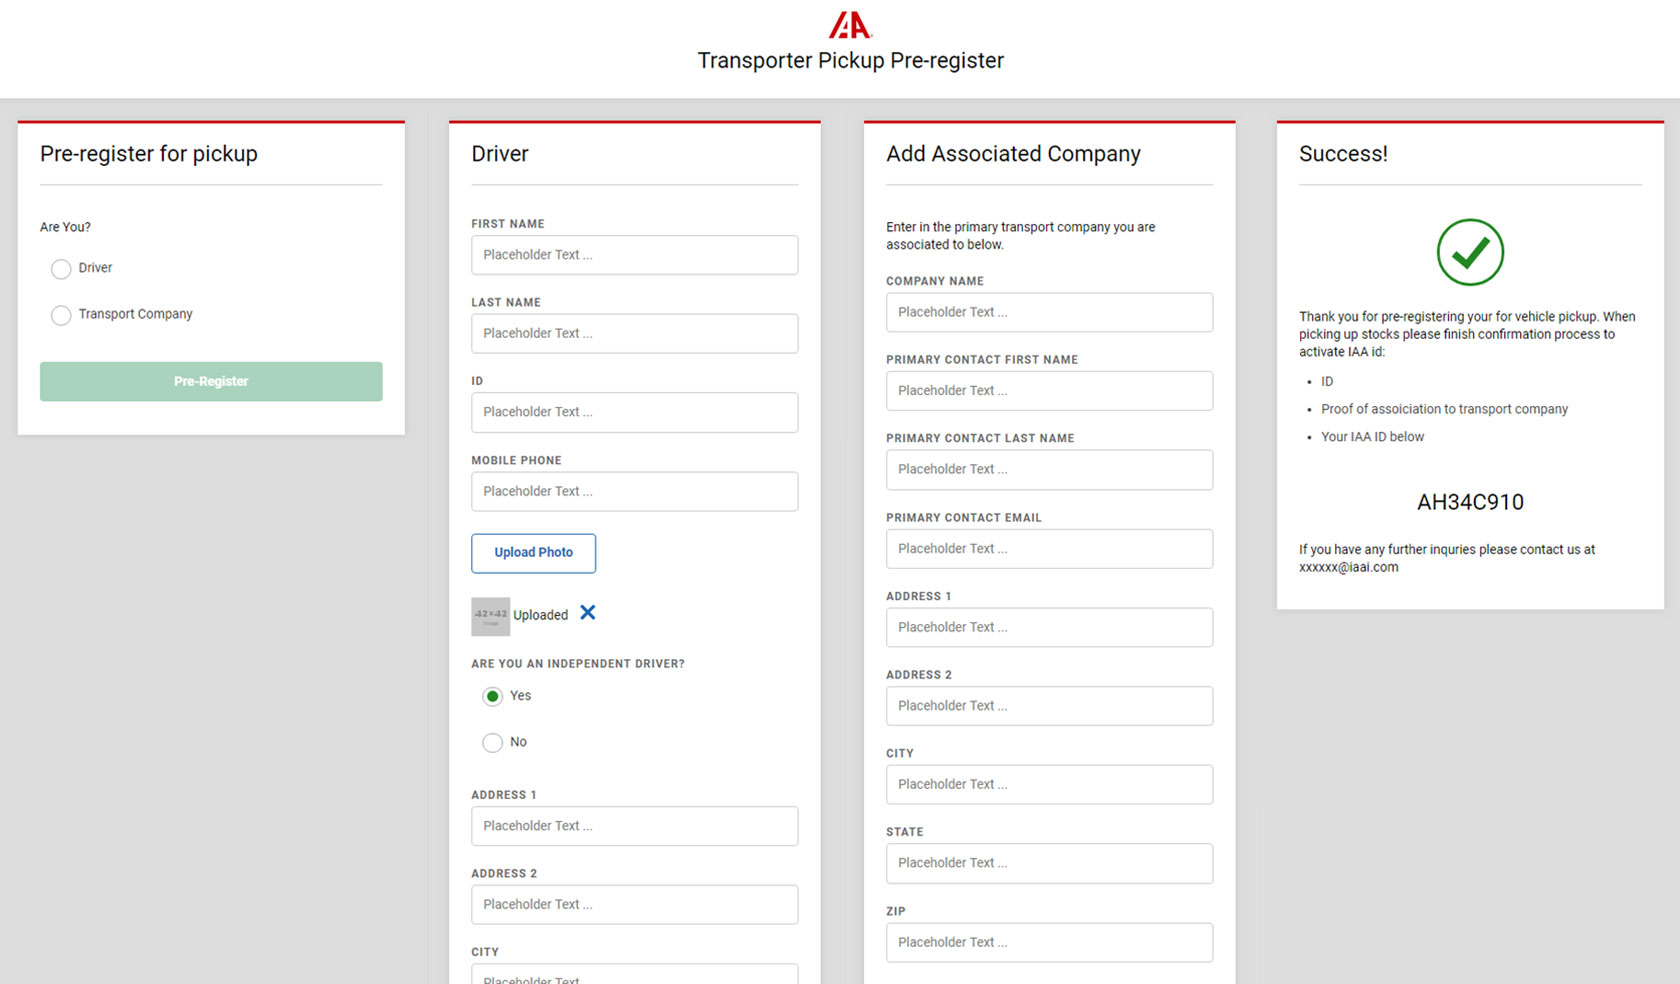 IAA
Transporter Pickup Pre-register
Pre-register for pickup
Are You?
Driver
Transport Company
Pre-Register
Driver
FIRST NAME
Placeholder Text ...
LAST NAME
Placeholder Text ...
ID
Placeholder Text ...
MOBILE PHONE
Placeholder Text ...
Upload Photo
42×42
image
Uploaded
ARE YOU AN INDEPENDENT DRIVER?
Yes
No
ADDRESS 1
Placeholder Text ...
ADDRESS 2
Placeholder Text ...
CITY
Placeholder Text
Add Associated Company
Enter in the primary transport company you are
associated to below.
COMPANY NAME
Placeholder Text ...
PRIMARY CONTACT FIRST NAME
Placeholder Text ...
PRIMARY CONTACT LAST NAME
Placeholder Text ...
PRIMARY CONTACT EMAIL
Placeholder Text ...
ADDRESS 1
Placeholder Text ...
ADDRESS 2
Placeholder Text ...
CITY
Placeholder Text ...
STATE
Placeholder Text ...
ZIP
Placeholder Text ...
Success!
Thank you for pre-registering your for vehicle pickup. When
picking up stocks please finish confirmation process to
activate IAA id:
• ID
• Proof of assoiciation to transport company
• Your IAA ID below
AH34C910
If you have any further inquries please contact us at
xxxxxx@iaai.com